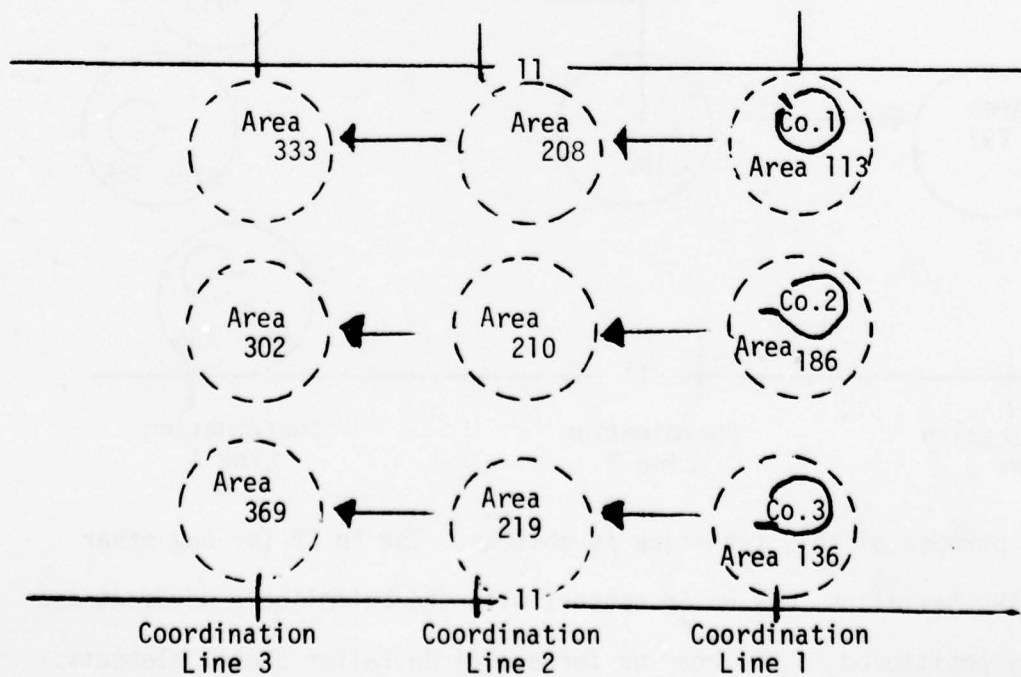 11
Area
333
Area
208
Co.1
Area 113
Area
302
Area
210
Co.2
Area 186
Area
369
Area
219
Co.3
Area 136
11
Coordination
Line 3
Coordination
Line 2
Coordination
Line 1